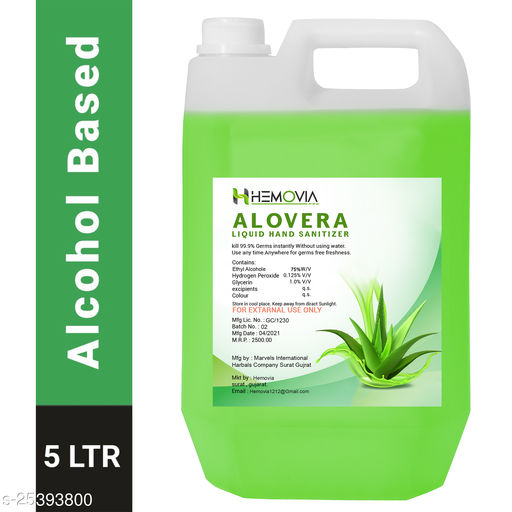 Alcohol Based
5 LTR
s-25393800
HEMOVIA
ALOVERA
LIQUID HAND SANITIZER
kill 99.9% Germs instantly Without using water.
Use any time Anywhere for germs free freshness.
Contains:
Ethyl Alcohole 75%W/V
Hydrogen Peroxide 0.125% V/V
Glycerin 1.0% V/V
excipients q.s.
Colour q.s.
Store in cool place. Keep away from diract Sunlight.
FOR EXTARNAL USE ONLY
Mfg Lic. No. : GC/1230
Batch No. : 02
Mfg Date : 04/2021
M.R.P. : 2500.00
Mfg by : Marvels International
Harbals Company Surat Gujrat
Mkt by : Hemovia
surat , gujarat.
Email : Hemovia1212@Gmail.com